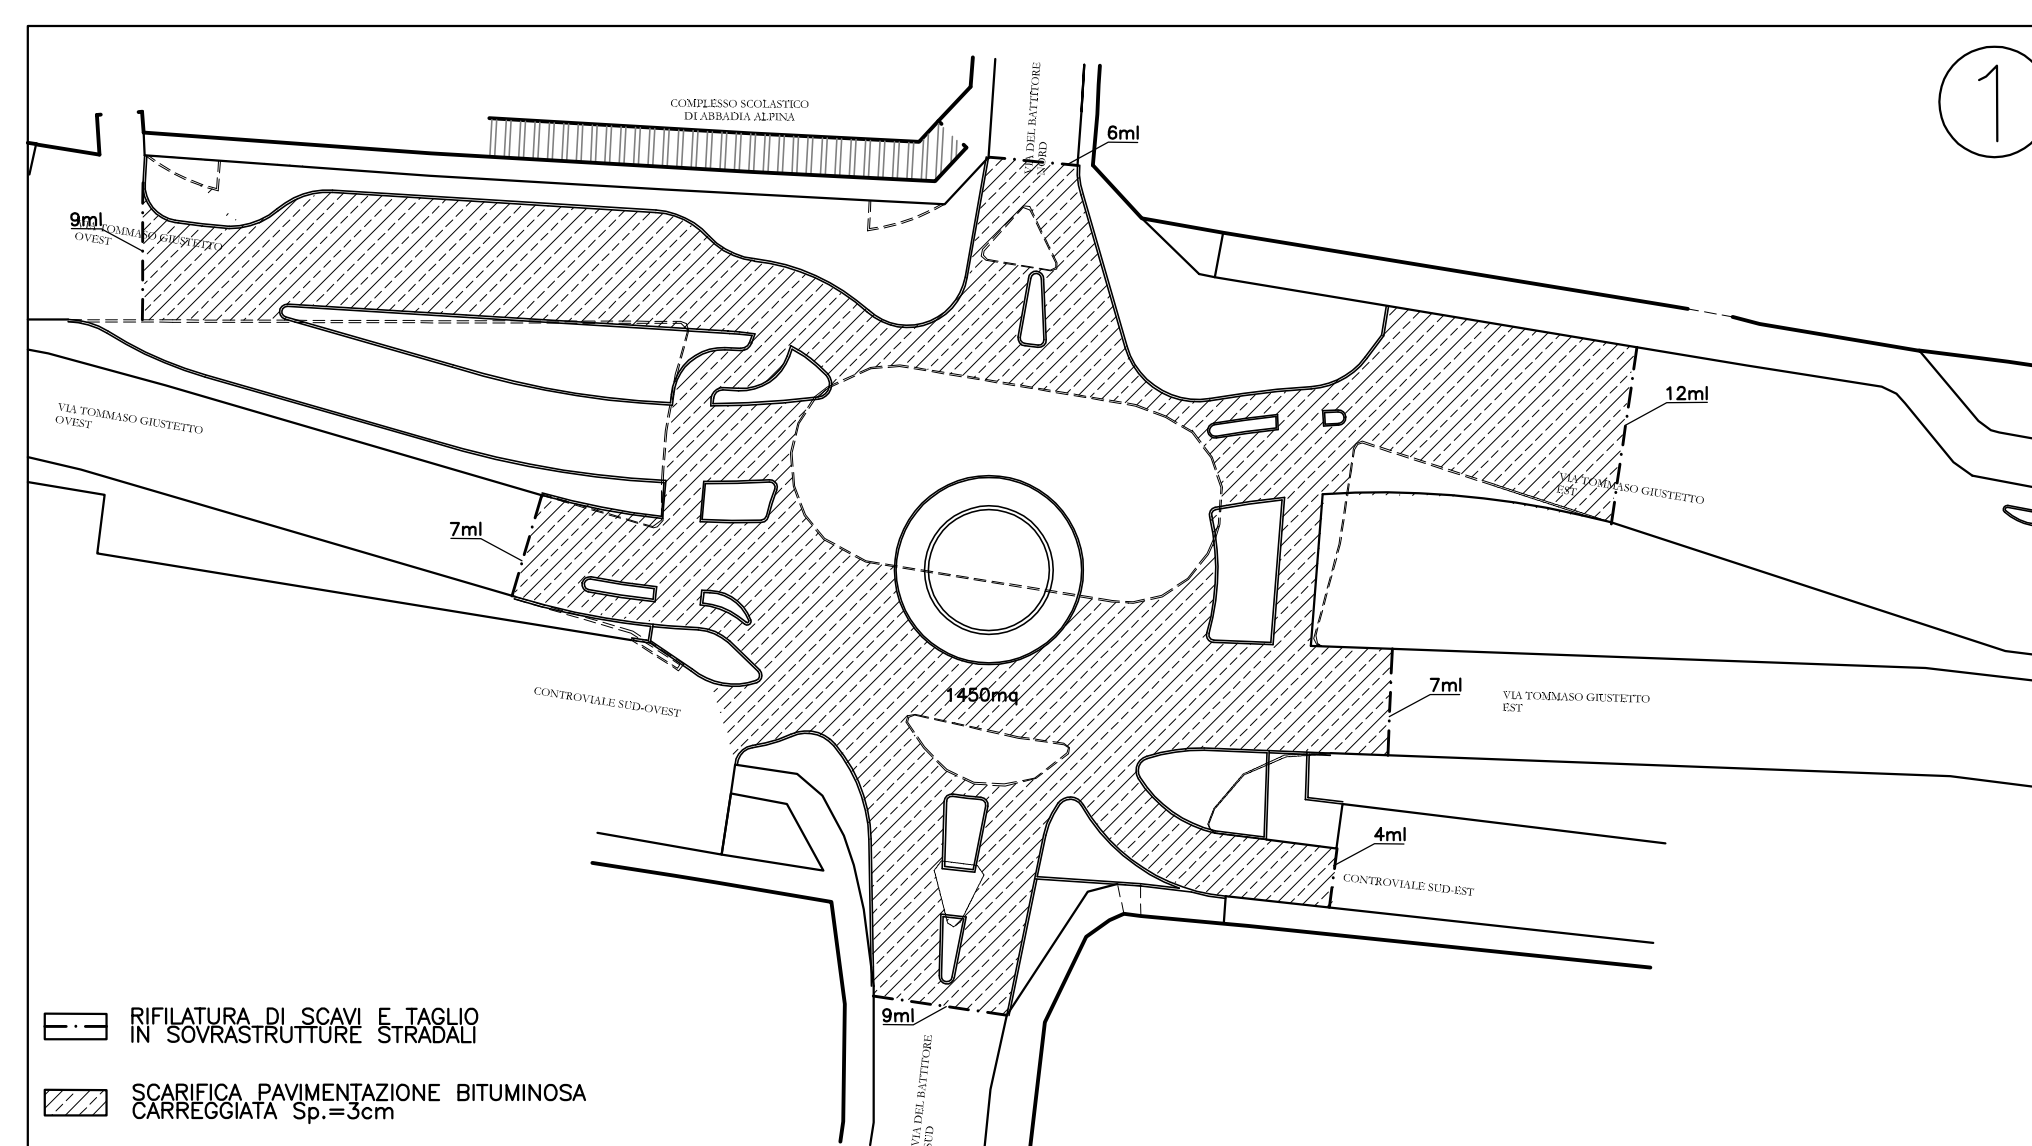 1
COMPLESSO SCOLASTICO
DI ABBADIA ALPINA
VIA DEL BATTITORE
NORD
6ml
9ml
VIA TOMMASO GIUSTETTO
OVEST
12ml
VIA TOMMASO GIUSTETTO
OVEST
VIA TOMMASO GIUSTETTO
EST
7ml
CONTROVIALE SUD-OVEST
1450mq
7ml
VIA TOMMASO GIUSTETTO
EST
4ml
CONTROVIALE SUD-EST
9ml
VIA DEL BATTITORE
SUD
RIFILATURA DI SCAVI E TAGLIO
IN SOVRASTRUTTURE STRADALI
SCARIFICA PAVIMENTAZIONE BITUMINOSA
CARREGGIATA Sp.=3cm